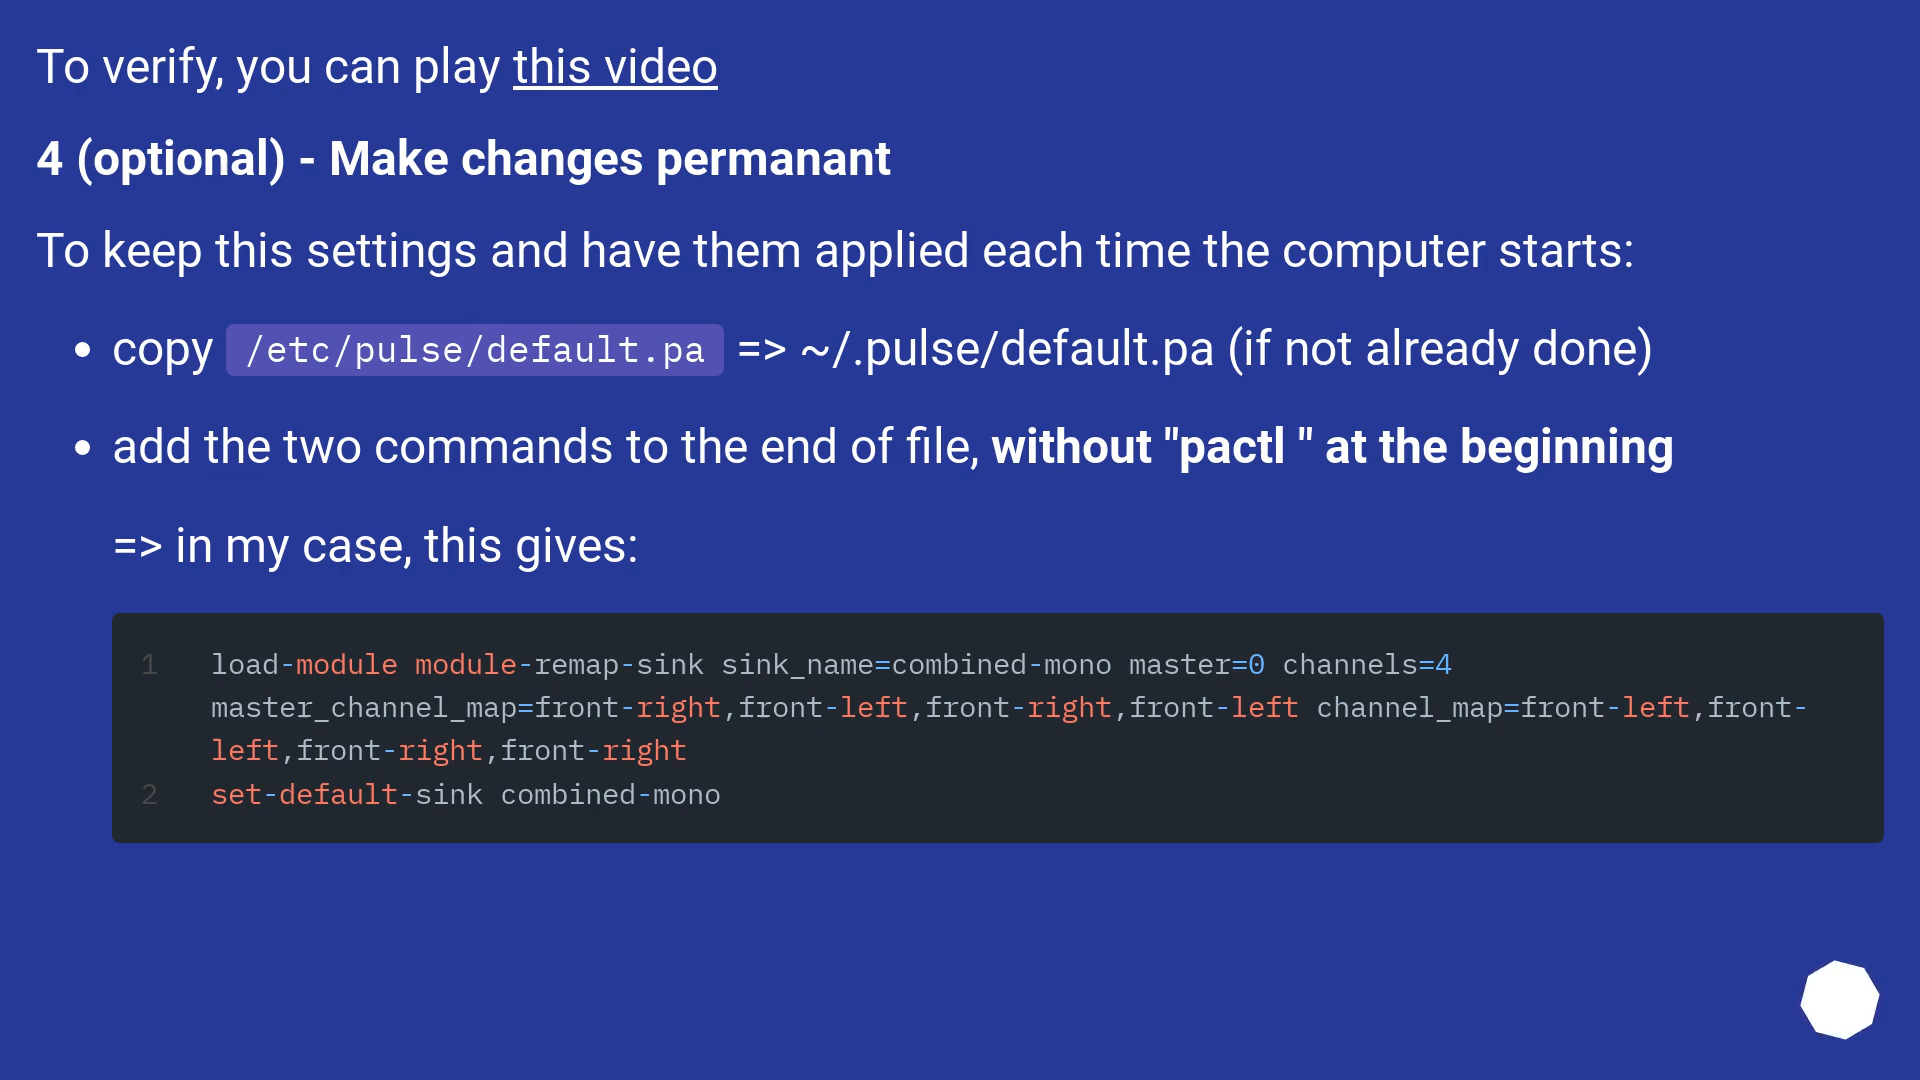 To verify, you can play this video
4 (optional) - Make changes permanant
To keep this settings and have them applied each time the computer starts:
• copy /etc/pulse/default.pa => ~/.pulse/default.pa (if not already done)
• add the two commands to the end of file, without "pactl " at the beginning
=> in my case, this gives:
1 load-module module-remap-sink sink_name=combined-mono master=0 channels=4
master_channel_map=front-right,front-left,front-right,front-left channel_map=front-left,front-
left,front-right,front-right
2 set-default-sink combined-mono